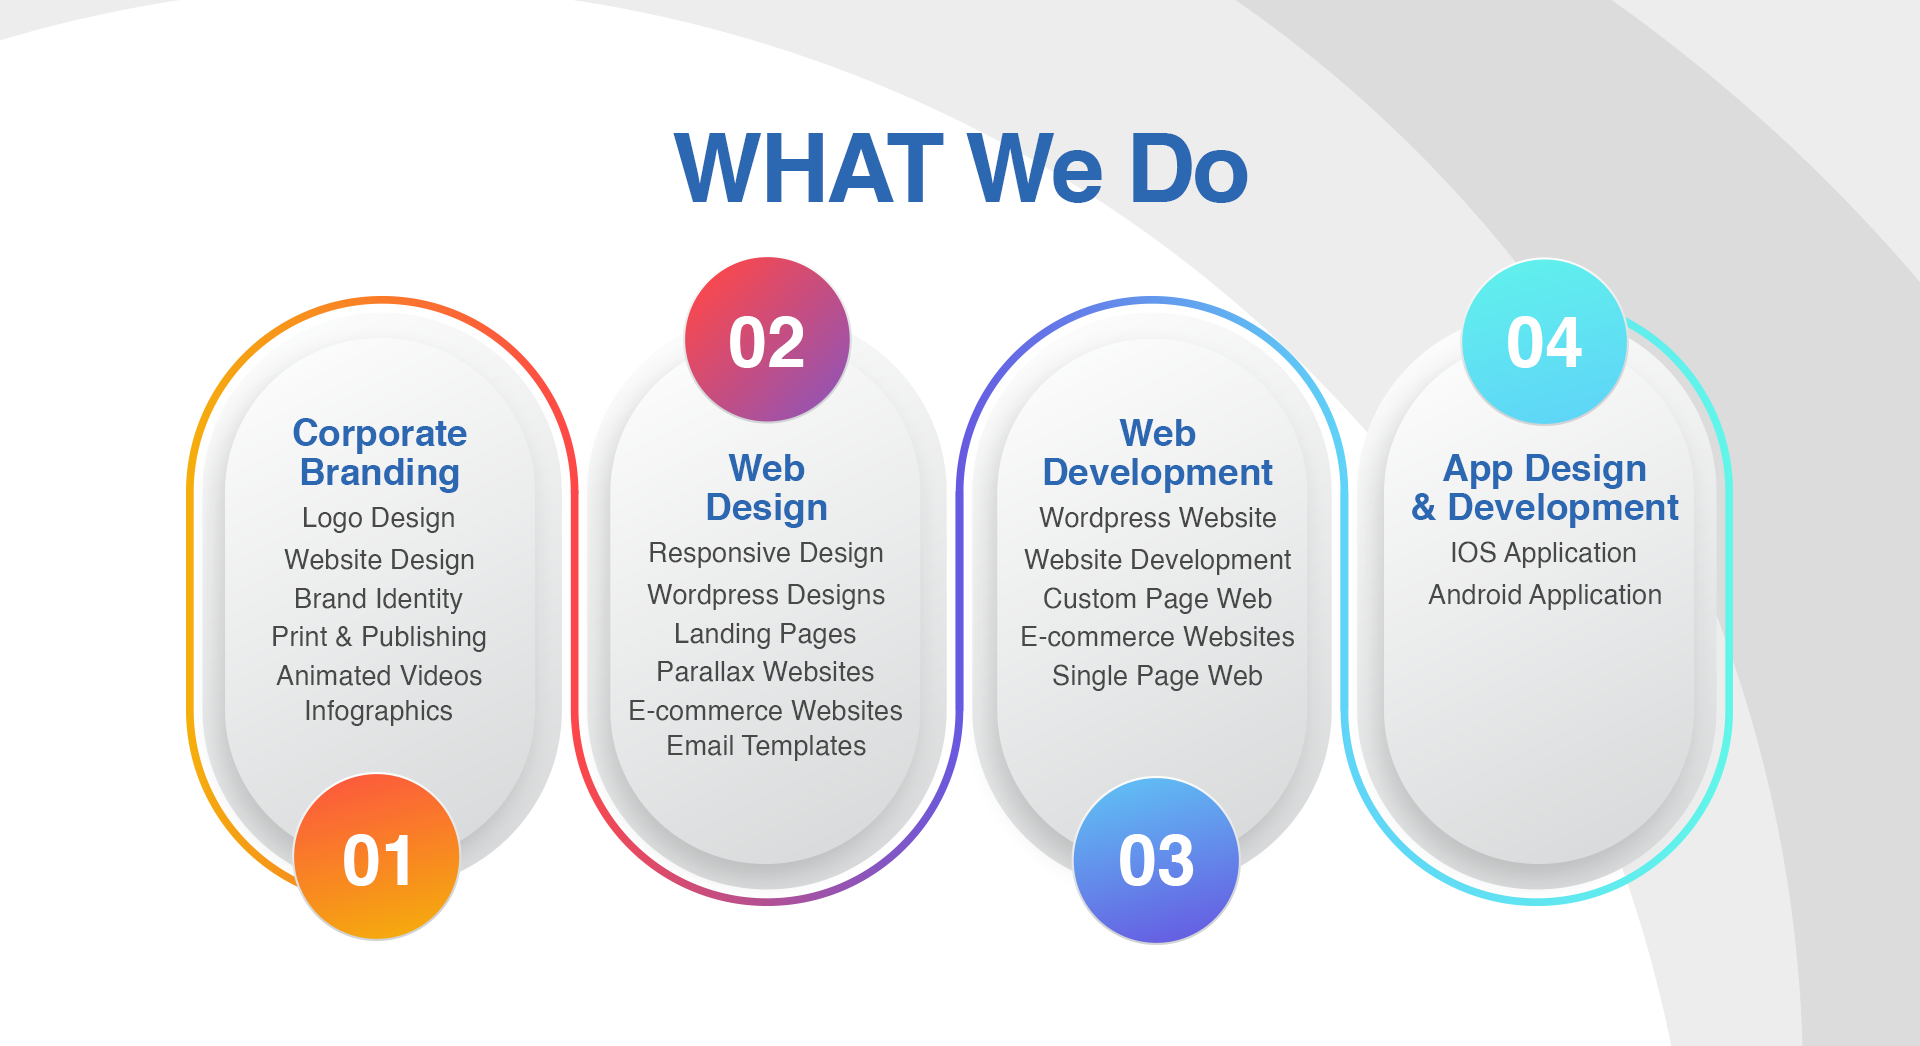 WHAT We Do
Corporate
Branding
Logo Design
Website Design
Brand Identity
Print & Publishing
Animated Videos
Infographics
01
02
Web
Design
Responsive Design
Wordpress Designs
Landing Pages
Parallax Websites
E-commerce Websites
Email Templates
Web
Development
Wordpress Website
Website Development
Custom Page Web
E-commerce Websites
Single Page Web
03
04
App Design
& Development
IOS Application
Android Application